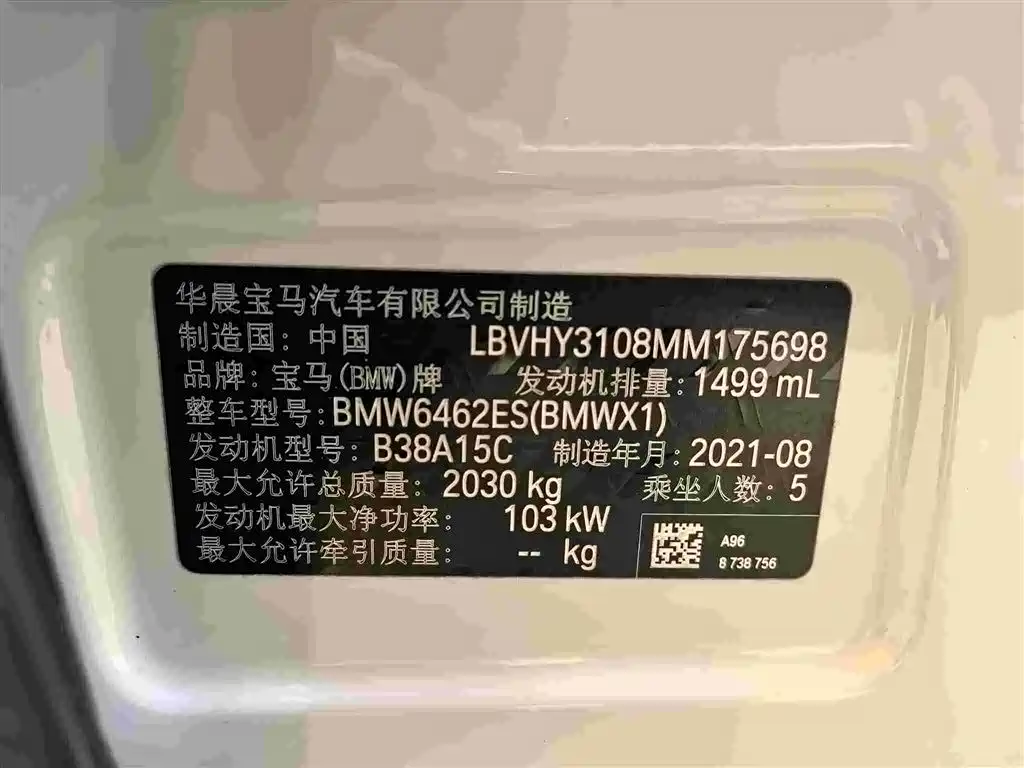 华晨宝马汽车有限公司制造
制造国：中国 LBVHY3108MM175698
品牌：宝马(BMW)牌 发动机排量：1499 mL
整车型号：BMW6462ES(BMWX1)
发动机型号：B38A15C 制造年月：2021-08
最大允许总质量：2030 kg 乘坐人数：5
发动机最大净功率：103 kW
最大允许牵引质量：-- kg
A96
8 738 756